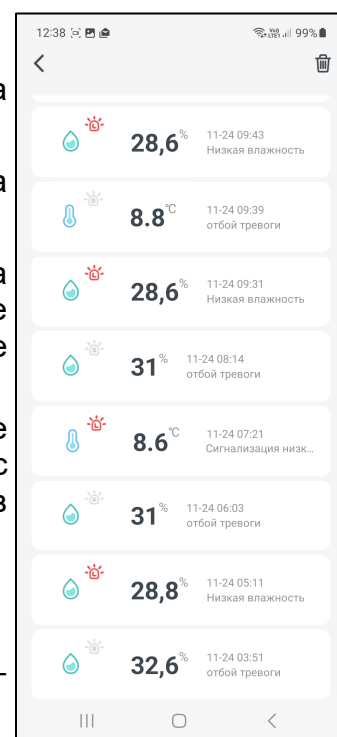 12:38 99%
а
28,6% 11-24 09:43
Низкая влажность
а
8.8°C 11-24 09:39
отбой тревоги
а
28,6% 11-24 09:31
Низкая влажность
е
е
31% 11-24 08:14
отбой тревоги
е
8.6°C 11-24 07:21
Сигнализация низк...
с
в
31% 11-24 06:03
отбой тревоги
28,8% 11-24 05:11
Низкая влажность
-
32,6% 11-24 03:51
отбой тревоги